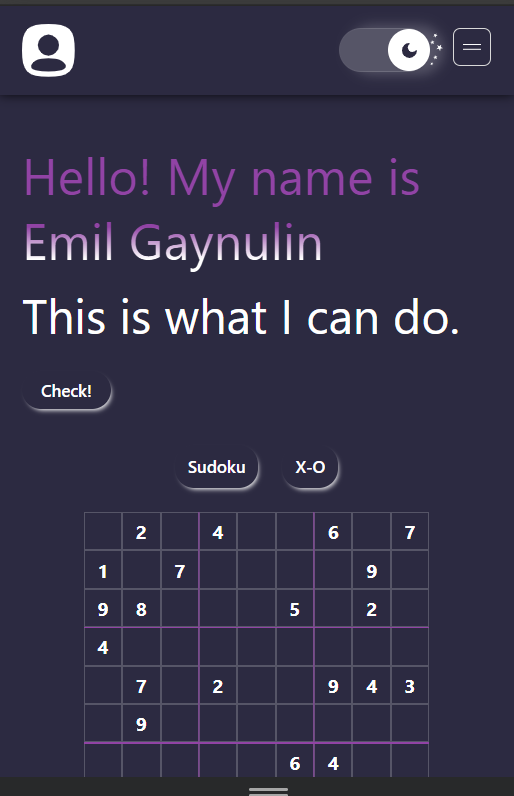 Hello! My name is
Emil Gaynulin
This is what I can do.
Check!
Sudoku X-O
2 4 6 7
1 7 9
9 8 5 2
4
7 2 9 4 3
9
6 4